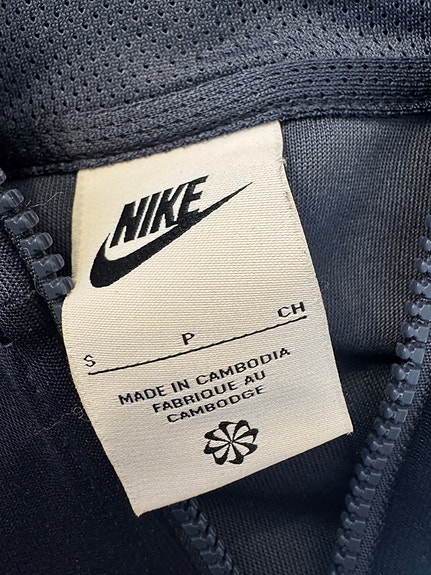 NIKE
S P CH
MADE IN CAMBODIA
FABRIQUE AU
CAMBODGE